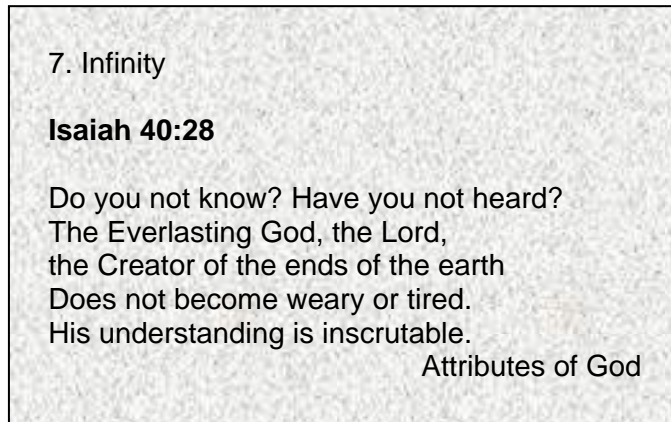 7. Infinity
Isaiah 40:28
Do you not know? Have you not heard?
The Everlasting God, the Lord,
the Creator of the ends of the earth
Does not become weary or tired.
His understanding is inscrutable.
Attributes of God